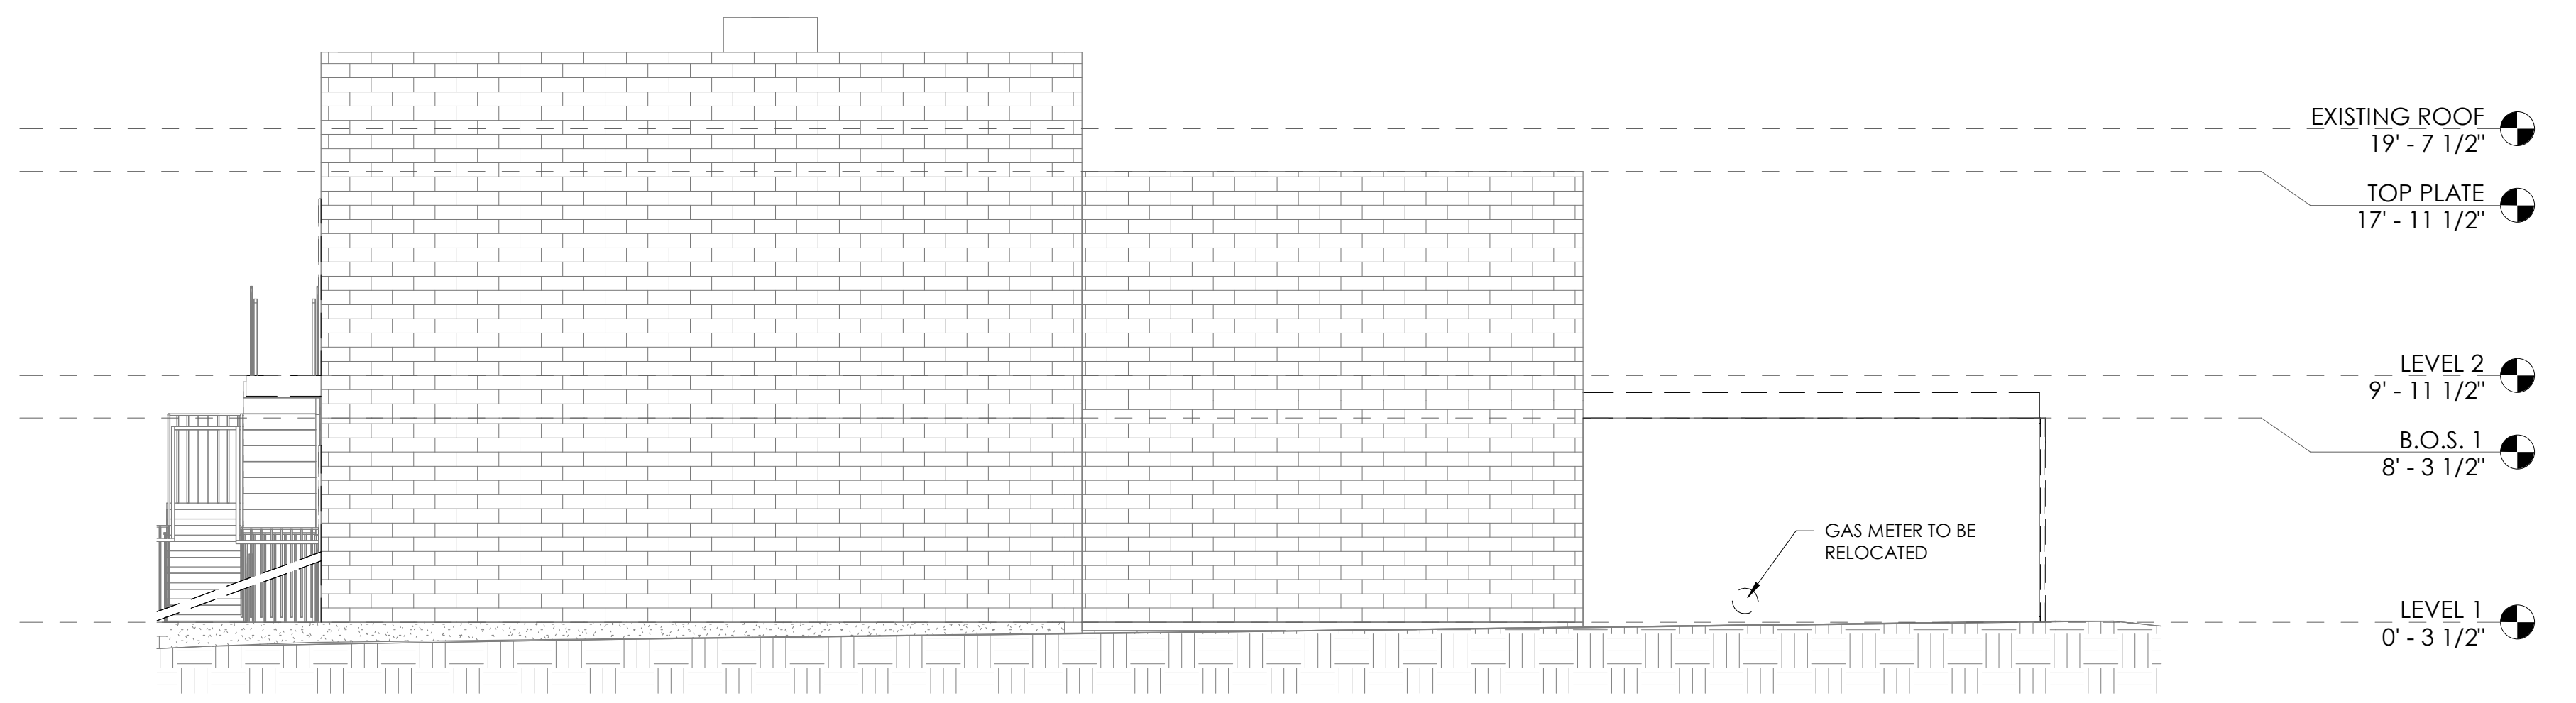 EXISTING ROOF
19' - 7 1/2"
TOP PLATE
17' - 11 1/2"
LEVEL 2
9' - 11 1/2"
B.O.S. 1
8' - 3 1/2"
GAS METER TO BE
RELOCATED
LEVEL 1
0' - 3 1/2"